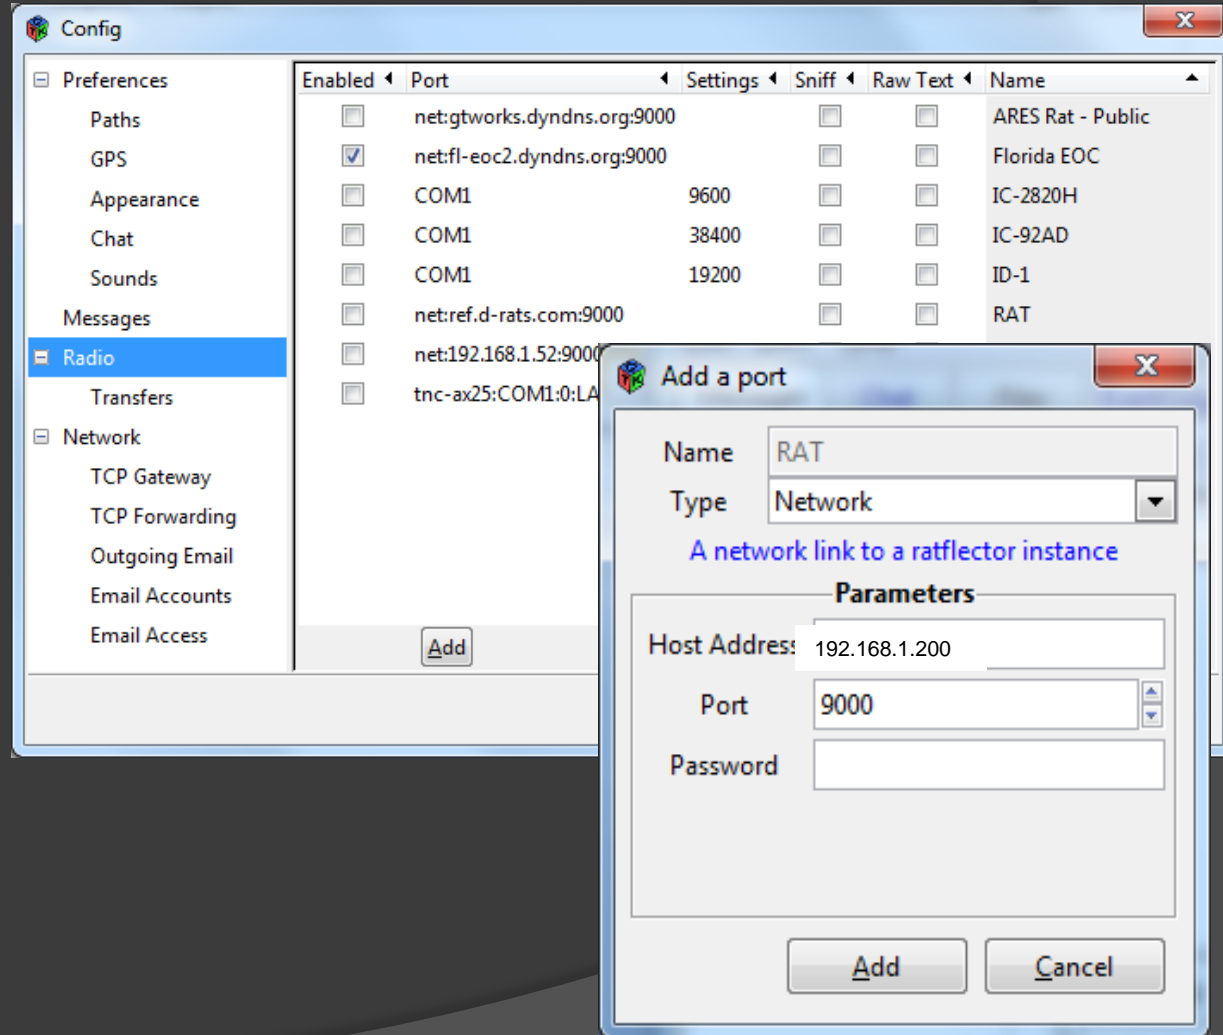 Config
Preferences
Paths
GPS
Appearance
Chat
Sounds
Messages
Radio
Transfers
Network
TCP Gateway
TCP Forwarding
Outgoing Email
Email Accounts
Email Access
Enabled Port Settings Sniff Raw Text Name
net:gtworks.dyndns.org:9000 ARES Rat - Public
net:fl-eoc2.dyndns.org:9000 Florida EOC
COM1 9600 IC-2820H
COM1 38400 IC-92AD
COM1 19200 ID-1
net:ref.d-rats.com:9000 RAT
net:192.168.1.52:9000
tnc-ax25:COM1:0:LA
Add
Add a port
Name RAT
Type Network
A network link to a ratflector instance
Parameters
Host Address 192.168.1.200
Port 9000
Password
Add Cancel